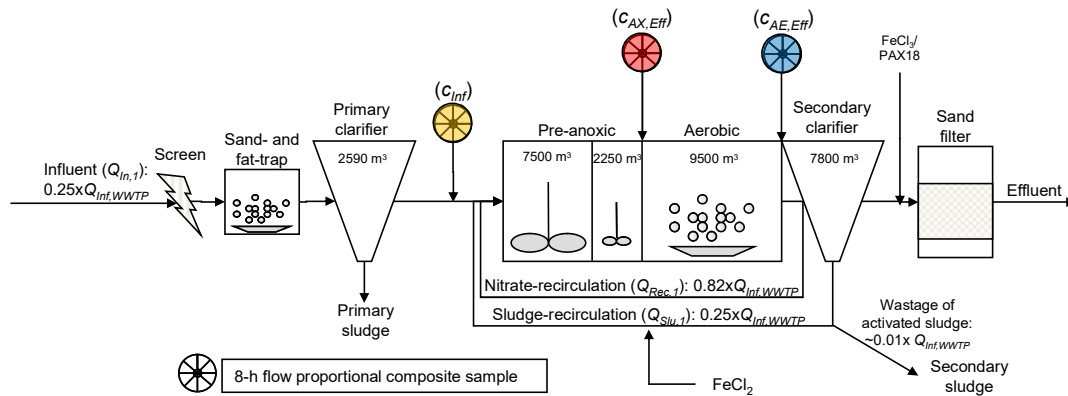 (cAX,Eff)
(cAE,Eff)
FeCl3/
PAX18
(cInf)
Primary
clarifier
Secondary
clarifier
Sand
filter
Sand- and
fat-trap
Pre-anoxic
Aerobic
Screen
2590 m³
7500 m³
2250 m³
9500 m³
7800 m³
Influent (QIn,1):
0.25xQInf,WWTP
Effluent
Nitrate-recirculation (QRec,1): 0.82xQInf,WWTP
Sludge-recirculation (QSlu,1): 0.25xQInf,WWTP
Primary
sludge
Wastage of
activated sludge:
~0.01x QInf,WWTP
Secondary
sludge
8-h flow proportional composite sample
FeCl2